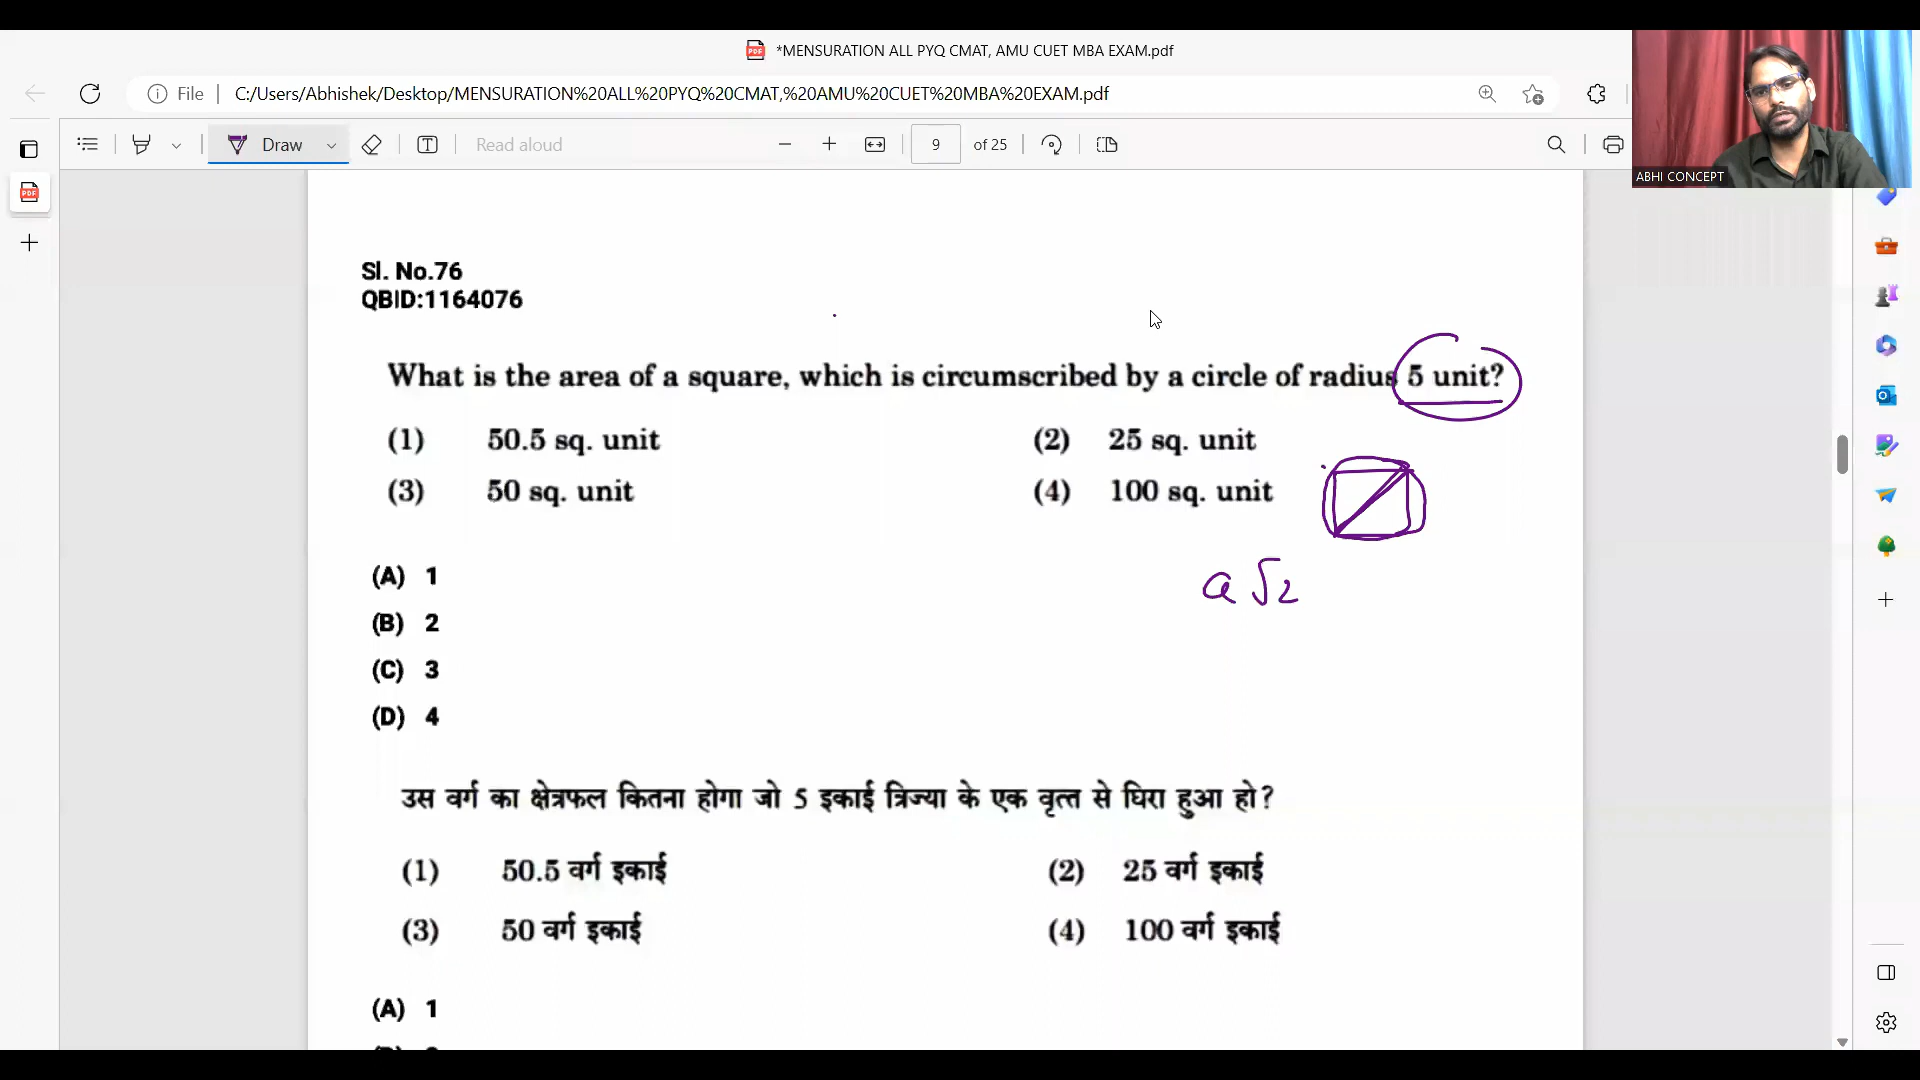 *MENSURATION ALL PYQ CMAT, AMU CUET MBA EXAM.pdf
File C:/Users/Abhishek/Desktop/MENSURATION%20ALL%20PYQ%20CMAT,%20AMU%20CUET%20MBA%20EXAM.pdf
Draw Read aloud 9 of 25
ABHI CONCEPT
Sl. No.76
QBID:1164076
What is the area of a square, which is circumscribed by a circle of radius 5 unit?
(1) 50.5 sq. unit (2) 25 sq. unit
(3) 50 sq. unit (4) 100 sq. unit
a √2
(A) 1
(B) 2
(C) 3
(D) 4
उस वर्ग का क्षेत्रफल कितना होगा जो 5 इकाई त्रिज्या के एक वृत्त से घिरा हुआ हो?
(1) 50.5 वर्ग इकाई (2) 25 वर्ग इकाई
(3) 50 वर्ग इकाई (4) 100 वर्ग इकाई
(A) 1